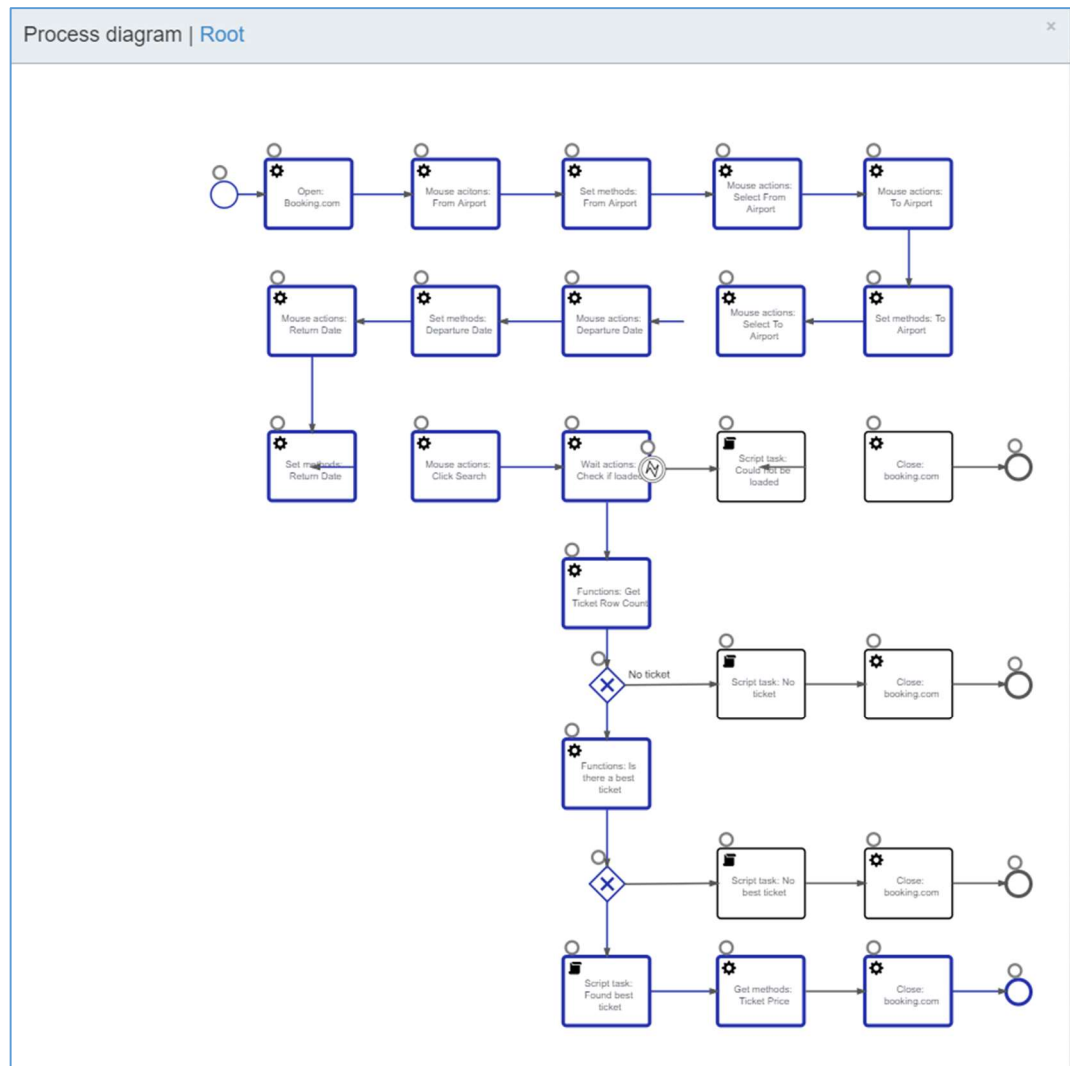 Process diagram | Root
×
Open:
Booking.com
Mouse acitons:
From Airport
Set methods:
From Airport
Mouse actions:
Select From
Airport
Mouse actions:
To Airport
Mouse actions:
Return Date
Set methods:
Departure Date
Mouse actions:
Departure Date
Mouse actions:
Select To
Airport
Set methods: To
Airport
Set methods:
Return Date
Mouse actions:
Click Search
Wait actions:
Check if loaded
Script task:
Could not be
loaded
Close:
booking.com
Functions: Get
Ticket Row Count
No ticket
Script task: No
ticket
Close:
booking.com
Functions: Is
there a best
ticket
Script task: No
best ticket
Close:
booking.com
Script task:
Found best
ticket
Get methods:
Ticket Price
Close:
booking.com